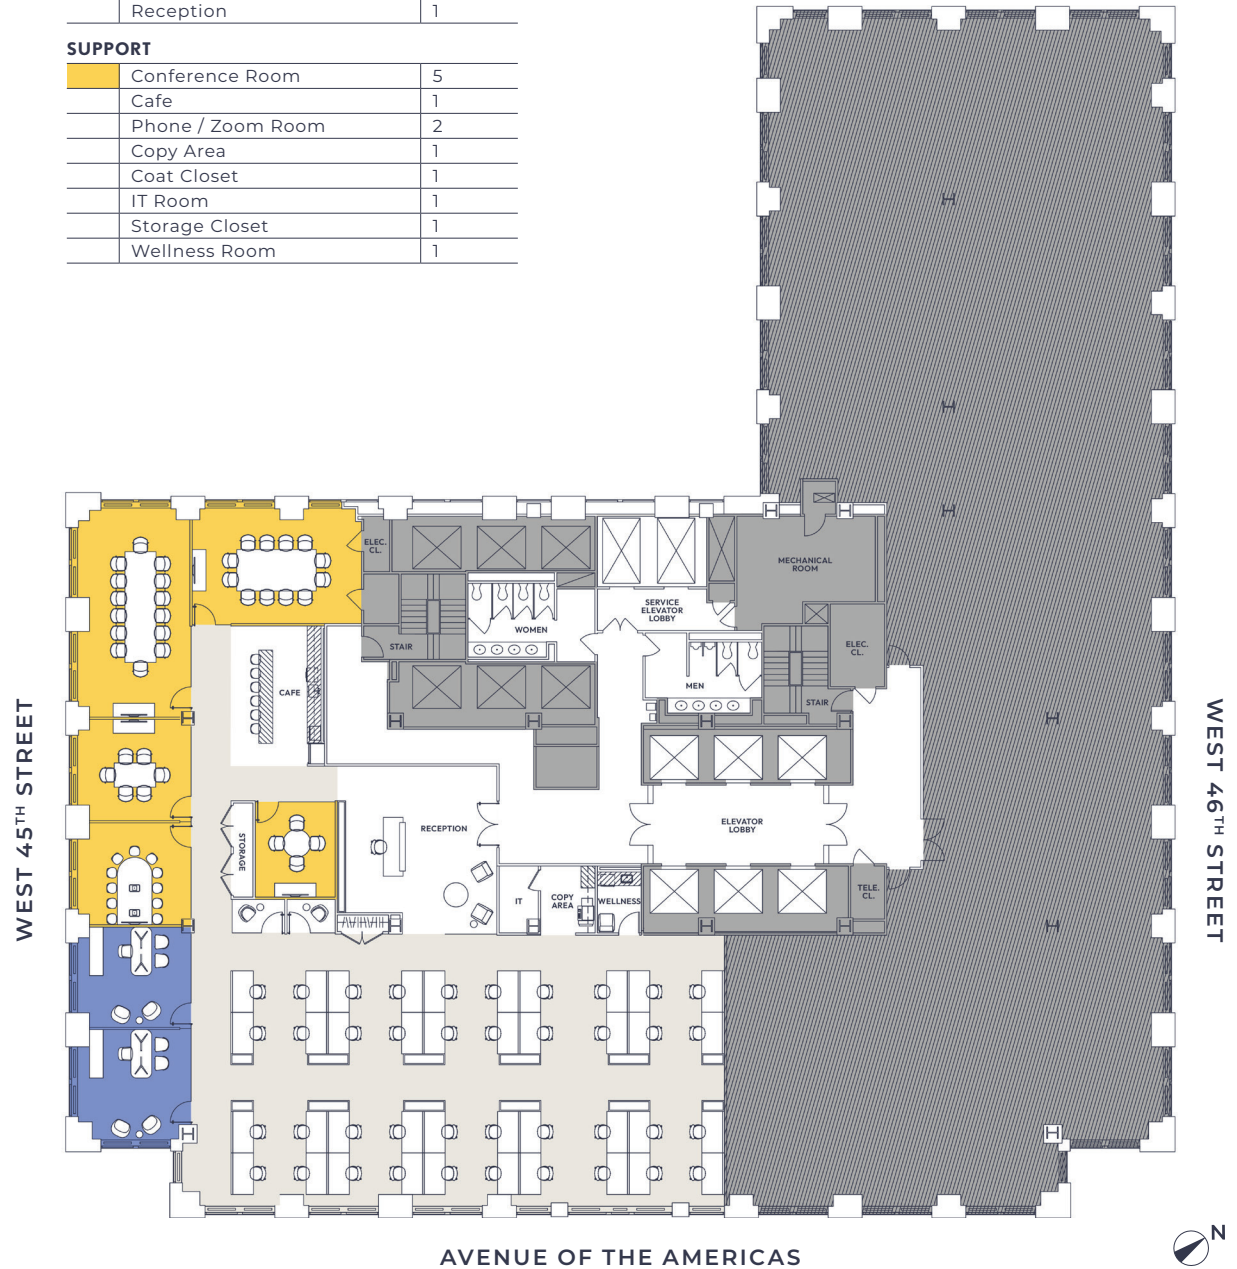 Reception 1
SUPPORT
Conference Room 5
Cafe 1
Phone / Zoom Room 2
Copy Area 1
Coat Closet 1
IT Room 1
Storage Closet 1
Wellness Room 1
ELEC.
CL.
MECHANICAL
ROOM
SERVICE
ELEVATOR
LOBBY
WOMEN
STAIR
ELEC.
CL.
CAFE
MEN
STAIR
WEST 45TH STREET
WEST 46TH STREET
STORAGE
RECEPTION
ELEVATOR
LOBBY
IT
COPY
AREA
WELLNESS
TELE.
CL.
N
AVENUE OF THE AMERICAS